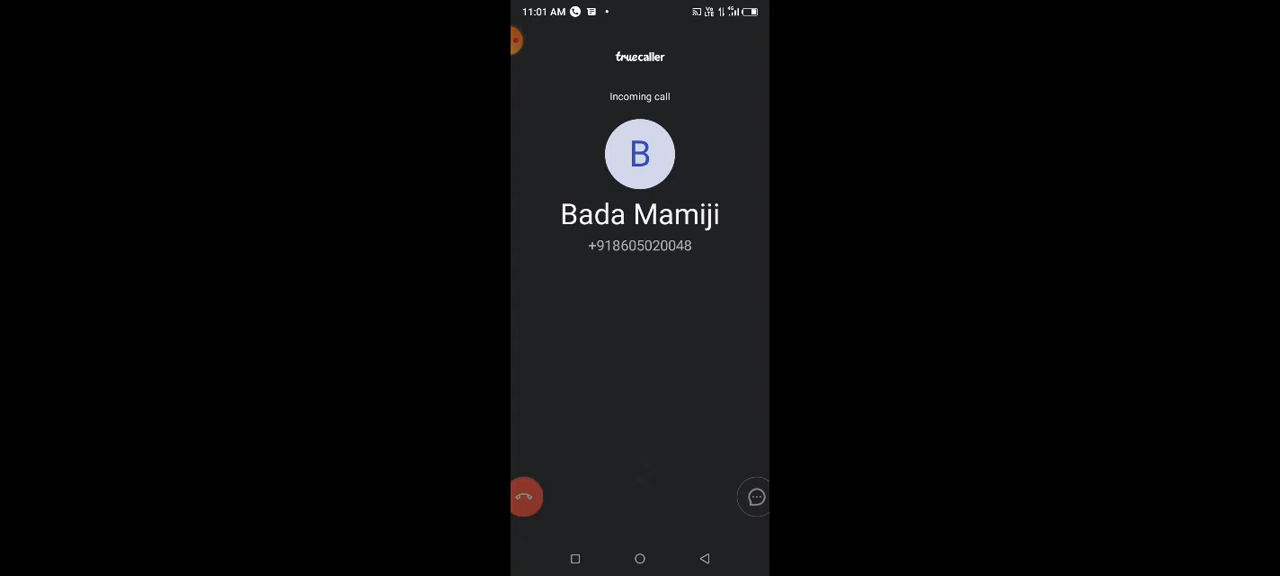 11:01 AM
truecaller
Incoming call
B
Bada Mamiji
+918605020048